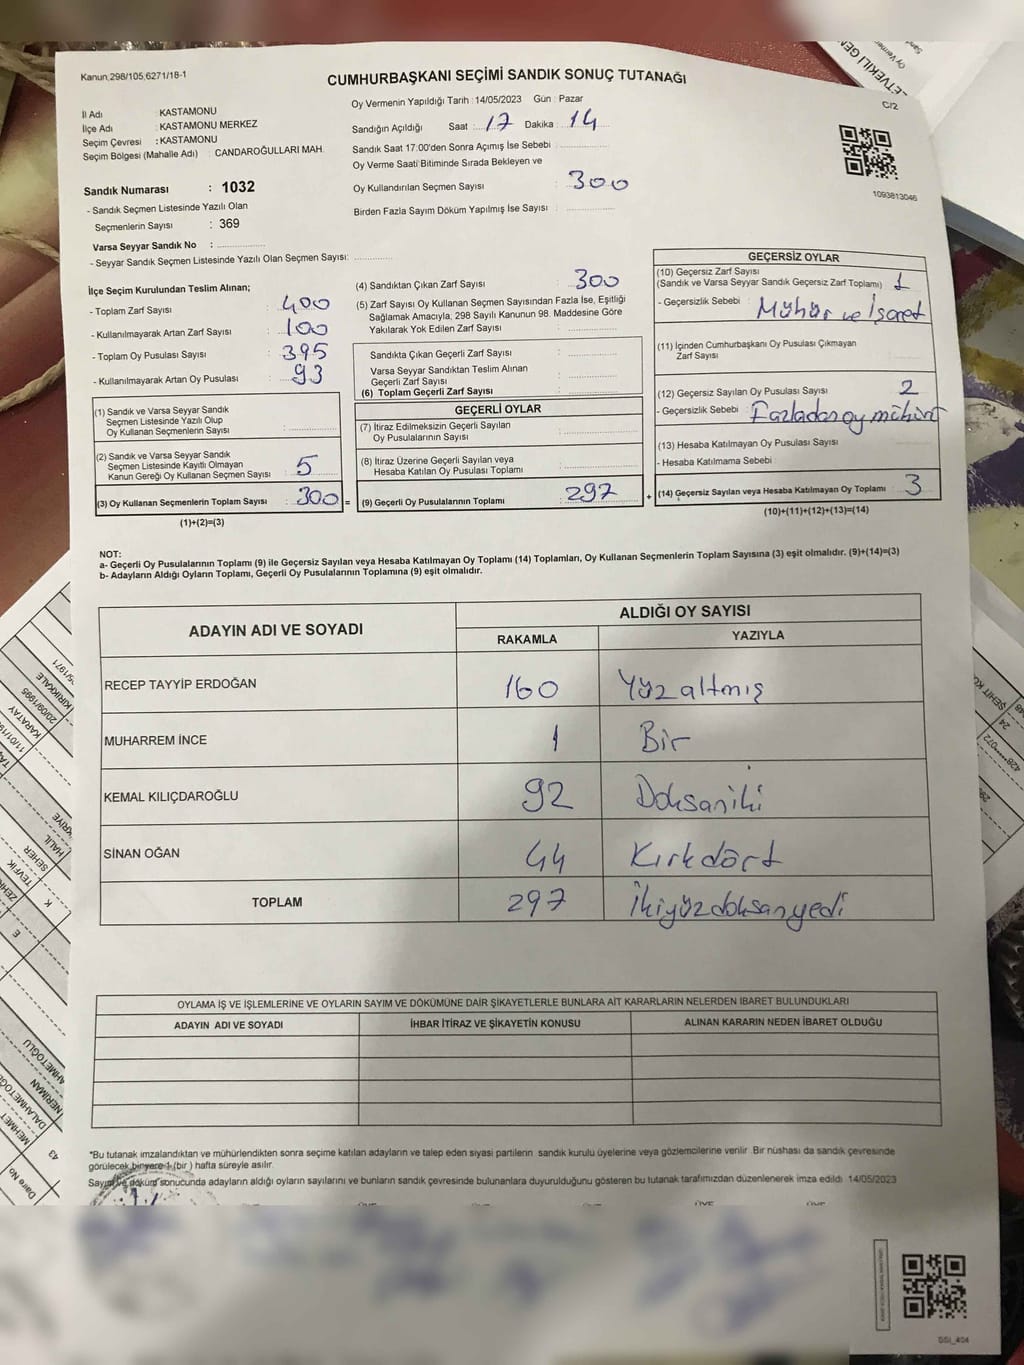 Kanun.298/105,6271/18-1
CUMHURBAŞKANI SEÇİMİ SANDIK SONUÇ TUTANAĞI
C/2
İl Adı : KASTAMONU
İlçe Adı : KASTAMONU MERKEZ
Seçim Çevresi : KASTAMONU
Seçim Bölgesi (Mahalle Adı) : CANDAROĞULLARI MAH.
Sandık Numarası : 1032
- Sandık Seçmen Listesinde Yazılı Olan
Seçmenlerin Sayısı : 369
Varsa Seyyar Sandık No :
- Seyyar Sandık Seçmen Listesinde Yazılı Olan Seçmen Sayısı:
Oy Vermenin Yapıldığı Tarih : 14/05/2023 Gün : Pazar
Sandığın Açıldığı Saat : 17 Dakika : 14
Sandık Saat 17:00'den Sonra Açımış İse Sebebi :
Oy Verme Saati Bitiminde Sırada Bekleyen ve
Oy Kullandırılan Seçmen Sayısı : 300
Birden Fazla Sayım Döküm Yapılmış İse Sayısı :
1093813046
İlçe Seçim Kurulundan Teslim Alınan;
- Toplam Zarf Sayısı : 400
- Kullanılmayarak Artan Zarf Sayısı : 100
- Toplam Oy Pusulası Sayısı : 395
- Kullanılmayarak Artan Oy Pusulası : 93
(1) Sandık ve Varsa Seyyar Sandık
Seçmen Listesinde Yazılı Olup
Oy Kullanan Seçmenlerin Sayısı :
(2) Sandık ve Varsa Seyyar Sandık
Seçmen Listesinde Kayıtlı Olmayan
Kanun Gereği Oy Kullanan Seçmen Sayısı : 5
(3) Oy Kullanan Seçmenlerin Toplam Sayısı : 300 =
(1)+(2)=(3)
(4) Sandıktan Çıkan Zarf Sayısı : 300
(5) Zarf Sayısı Oy Kullanan Seçmen Sayısından Fazla İse, Eşitliği
Sağlamak Amacıyla, 298 Sayılı Kanunun 98. Maddesine Göre
Yakılarak Yok Edilen Zarf Sayısı :
Sandıkta Çıkan Geçerli Zarf Sayısı :
Varsa Seyyar Sandıktan Teslim Alınan
Geçerli Zarf Sayısı :
(6) Toplam Geçerli Zarf Sayısı :
GEÇERLİ OYLAR
(7) İtiraz Edilmeksizin Geçerli Sayılan
Oy Pusulalarının Sayısı :
(8) İtiraz Üzerine Geçerli Sayılan veya
Hesaba Katılan Oy Pusulası Toplamı :
(9) Geçerli Oy Pusulalarının Toplamı : 297 +
GEÇERSİZ OYLAR
(10) Geçersiz Zarf Sayısı
(Sandık ve Varsa Seyyar Sandık Geçersiz Zarf Toplamı) : 1
- Geçersizlik Sebebi : Mühür ve İşaret
(11) İçinden Cumhurbaşkanı Oy Pusulası Çıkmayan
Zarf Sayısı
(12) Geçersiz Sayılan Oy Pusulası Sayısı : 2
- Geçersizlik Sebebi : Fazladan oy mührü
(13) Hesaba Katılmayan Oy Pusulası Sayısı :
- Hesaba Katılmama Sebebi :
(14) Geçersiz Sayılan veya Hesaba Katılmayan Oy Toplamı : 3
(10)+(11)+(12)+(13)=(14)
NOT:
a- Geçerli Oy Pusulalarının Toplamı (9) ile Geçersiz Sayılan veya Hesaba Katılmayan Oy Toplamı (14) Toplamları, Oy Kullanan Seçmenlerin Toplam Sayısına (3) eşit olmalıdır. (9)+(14)=(3)
b- Adayların Aldığı Oyların Toplamı, Geçerli Oy Pusulalarının Toplamına (9) eşit olmalıdır.
ADAYIN ADI VE SOYADI
ALDIĞI OY SAYISI
RAKAMLA YAZIYLA
RECEP TAYYİP ERDOĞAN 160 Yüzaltmış
MUHARREM İNCE 1 Bir
KEMAL KILIÇDAROĞLU 92 Doksaniki
SİNAN OĞAN 44 Kırkdört
TOPLAM 297 İkiyüzdoksanyedi
OYLAMA İŞ VE İŞLEMLERİNE VE OYLARIN SAYIM VE DÖKÜMÜNE DAİR ŞİKAYETLERLE BUNLARA AİT KARARLARIN NELERDEN İBARET BULUNDUKLARI
ADAYIN ADI VE SOYADI İHBAR İTİRAZ VE ŞİKAYETİN KONUSU ALINAN KARARIN NEDEN İBARET OLDUĞU
*Bu tutanak imzalandıktan ve mühürlendikten sonra seçime katılan adayların ve talep eden siyasi partilerin sandık kurulu üyelerine veya gözlemcilerine verilir. Bir nüshası da sandık çevresinde
görülecek bir yere 1 (bir ) hafta süreyle asılır.
Sayım ve döküm sonucunda adayların aldığı oyların sayılarını ve bunların sandık çevresinde bulunanlara duyurulduğunu gösteren bu tutanak tarafımızdan düzenlenerek imza edildi 14/05/2023